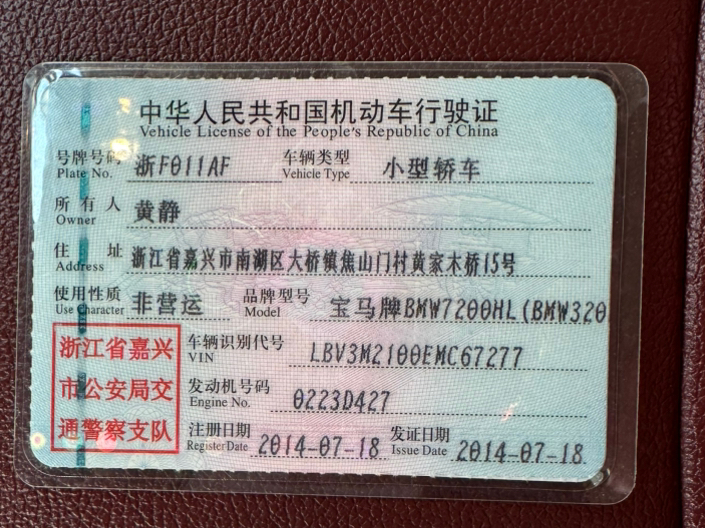 中华人民共和国机动车行驶证
Vehicle License of the People's Republic of China
号牌号码 浙F011AF 车辆类型 小型轿车
Plate No. Vehicle Type
所有人 黄静
Owner
住址 浙江省嘉兴市南湖区大桥镇焦山门村黄家木桥15号
Address
使用性质 非营运 品牌型号 宝马牌BMW7200HL(BMW320
Use Character Model
浙江省嘉兴
市公安局交
通警察支队
车辆识别代号 LBV3M2100EMC67277
VIN
发动机号码 0223D427
Engine No.
注册日期 2014-07-18 发证日期 2014-07-18
Register Date Issue Date